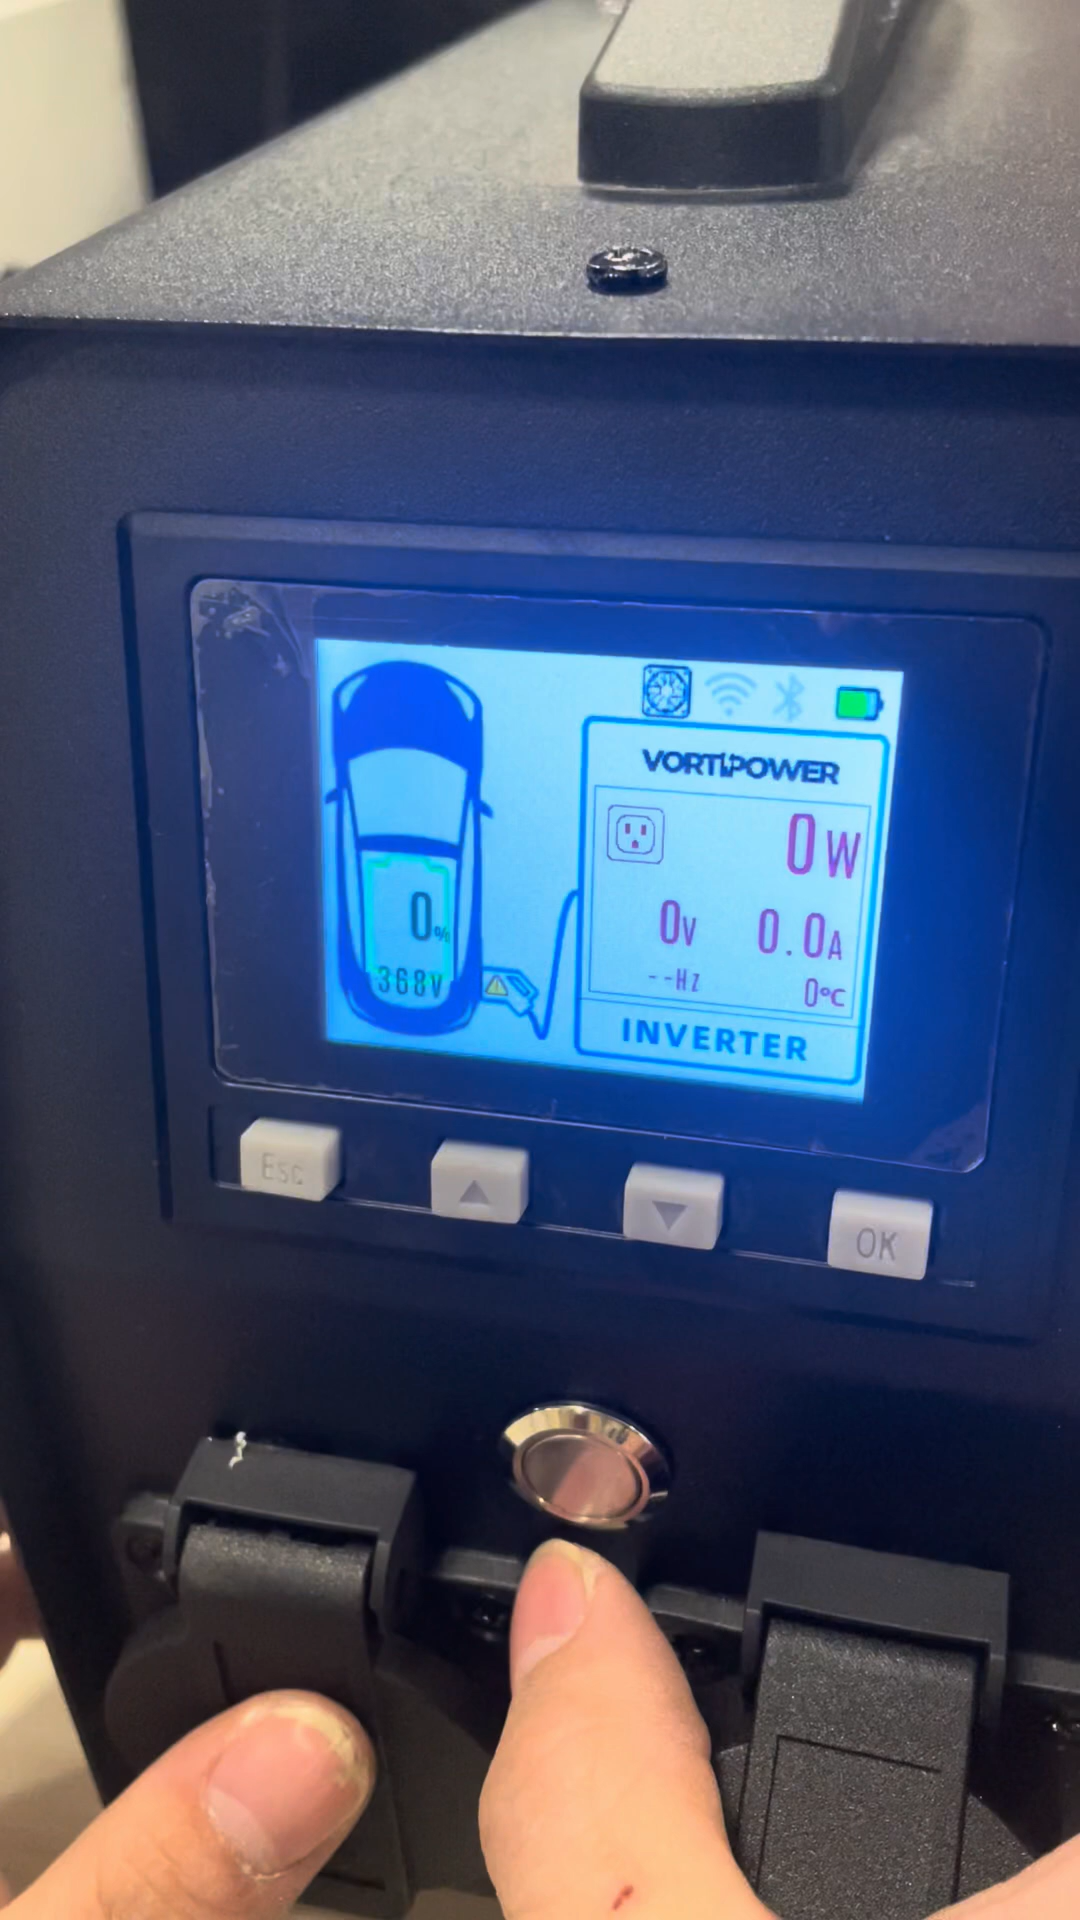 VORTIPOWER
0W
0V 0.0A
--Hz 0°C
INVERTER
0%
368V
Esc
OK